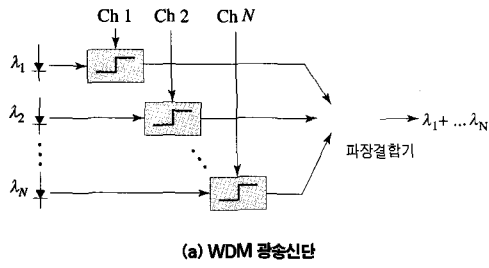 Ch 1 Ch 2 Ch N
λ1
λ2
λN
λ1+ ...λN
파장결합기
(a) WDM 광송신단